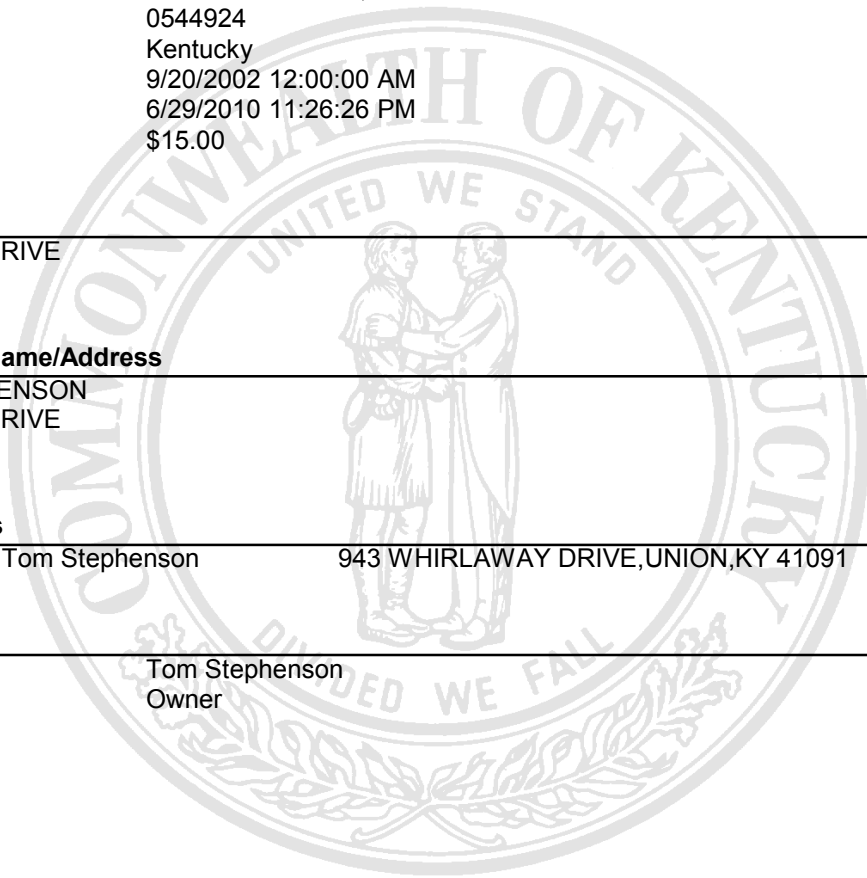 0544924
Kentucky
9/20/2002 12:00:00 AM
6/29/2010 11:26:26 PM
$15.00
COMMONWEALTH OF KENTUCKY
UNITED WE STAND
RIVE
ame/Address
ENSON
RIVE
s
Tom Stephenson 943 WHIRLAWAY DRIVE,UNION,KY 41091
Tom Stephenson
Owner
DIVIDED WE FALL